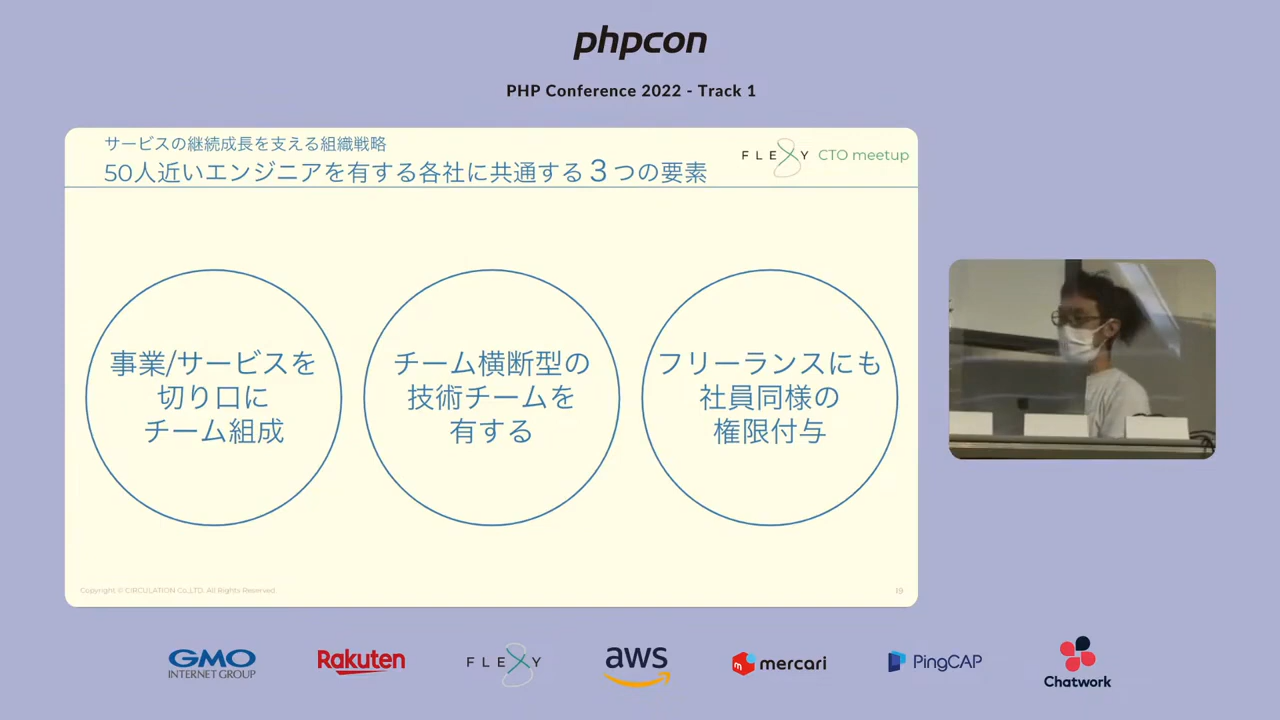 phpcon
PHP Conference 2022 - Track 1
サービスの継続成長を支える組織戦略
50人近いエンジニアを有する各社に共通する３つの要素
FLEXY CTO meetup
事業/サービスを
切り口に
チーム組成
チーム横断型の
技術チームを
有する
フリーランスにも
社員同様の
権限付与
Copyright © CIRCULATION Co.,LTD. All Rights Reserved.
19
GMO
INTERNET GROUP
Rakuten
FLEXY
aws
mercari
PingCAP
Chatwork